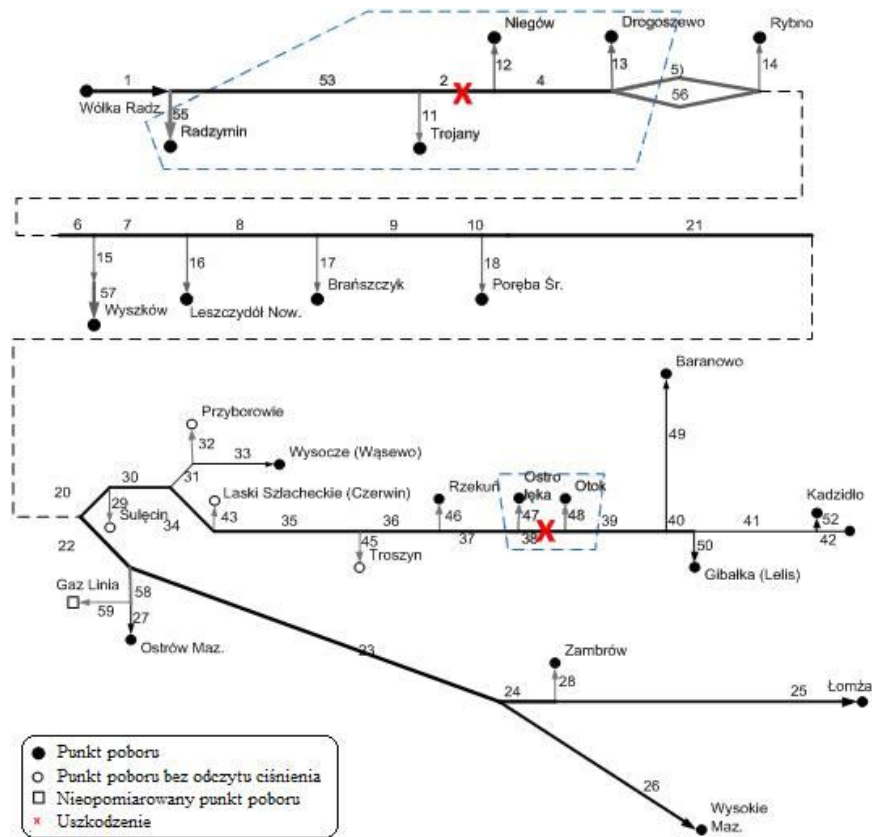 Niegów
Drogoszewo
Rybno
1
53
2
12
4
13
5)
56
14
Wólka Radz.
55
Radzymin
11
Trojany
6
7
8
9
10
21
15
57
Wyszków
16
Leszczydół Now.
17
Brańszczyk
18
Poręba Śr.
Baranowo
49
Przyborowie
32
33
Wysocze (Wąsewo)
20
30
31
29
Sulęcin
34
Laski Szlacheckie (Czerwin)
43
35
36
45
Troszyn
Rzekuń
46
37
Ostro
łęka
47
38
Otok
48
39
40
41
Kadzidło
52
42
50
Gibałka (Lelis)
22
Gaz Linia
58
59
27
Ostrów Maz.
23
Zambrów
24
28
25
Łomża
26
Wysokie
Maz.
Punkt poboru
Punkt poboru bez odczytu ciśnienia
Nieopomiarowany punkt poboru
x Uszkodzenie